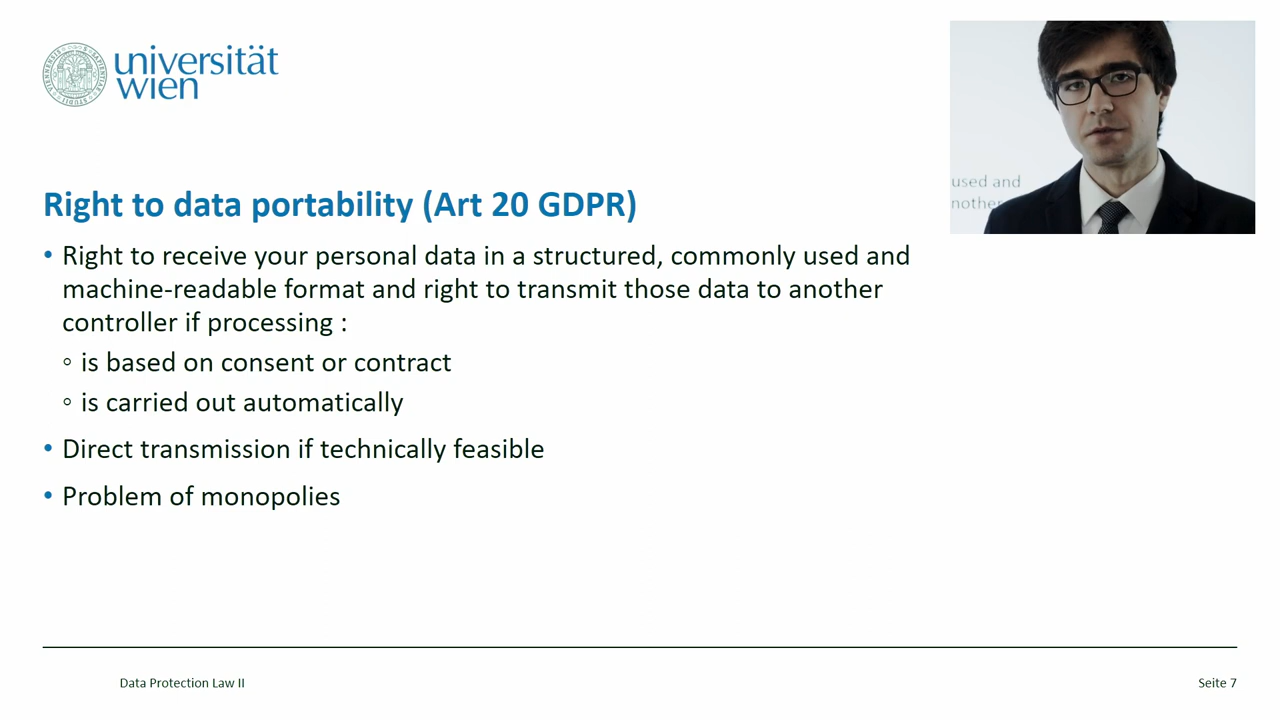 universität
wien
used and
nother
Right to data portability (Art 20 GDPR)
• Right to receive your personal data in a structured, commonly used and
machine-readable format and right to transmit those data to another
controller if processing :
◦ is based on consent or contract
◦ is carried out automatically
• Direct transmission if technically feasible
• Problem of monopolies
Data Protection Law II
Seite 7